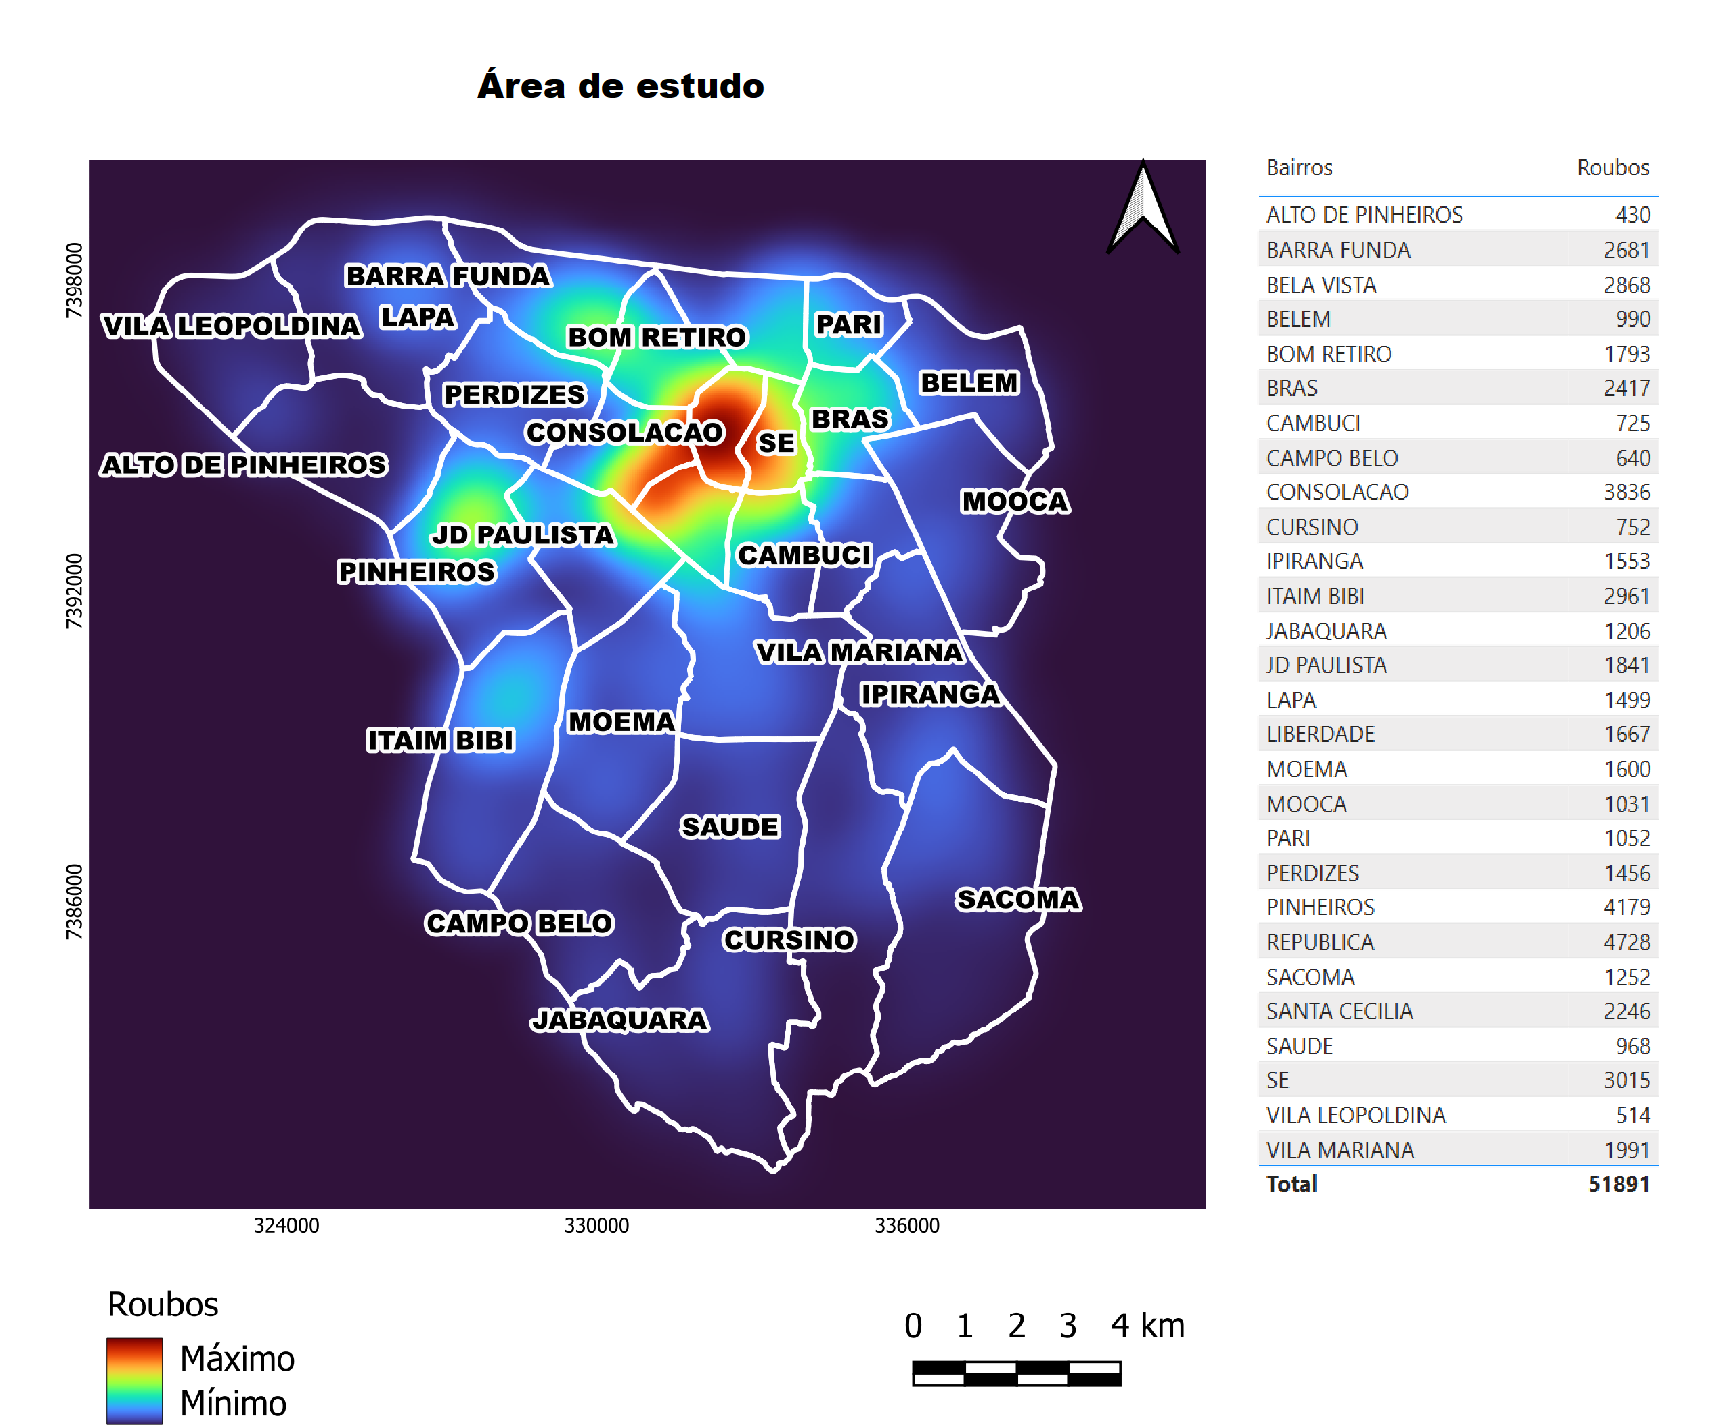 Área de estudo
7398000
7392000
7386000
324000
330000
336000
BARRA FUNDA
VILA LEOPOLDINA
LAPA
BOM RETIRO
PARI
PERDIZES
BELEM
CONSOLACAO
SE
BRAS
ALTO DE PINHEIROS
MOOCA
JD PAULISTA
CAMBUCI
PINHEIROS
VILA MARIANA
IPIRANGA
MOEMA
ITAIM BIBI
SAUDE
SACOMA
CAMPO BELO
CURSINO
JABAQUARA
Bairros Roubos
ALTO DE PINHEIROS 430
BARRA FUNDA 2681
BELA VISTA 2868
BELEM 990
BOM RETIRO 1793
BRAS 2417
CAMBUCI 725
CAMPO BELO 640
CONSOLACAO 3836
CURSINO 752
IPIRANGA 1553
ITAIM BIBI 2961
JABAQUARA 1206
JD PAULISTA 1841
LAPA 1499
LIBERDADE 1667
MOEMA 1600
MOOCA 1031
PARI 1052
PERDIZES 1456
PINHEIROS 4179
REPUBLICA 4728
SACOMA 1252
SANTA CECILIA 2246
SAUDE 968
SE 3015
VILA LEOPOLDINA 514
VILA MARIANA 1991
Total 51891
Roubos
Máximo
Mínimo
0 1 2 3 4 km